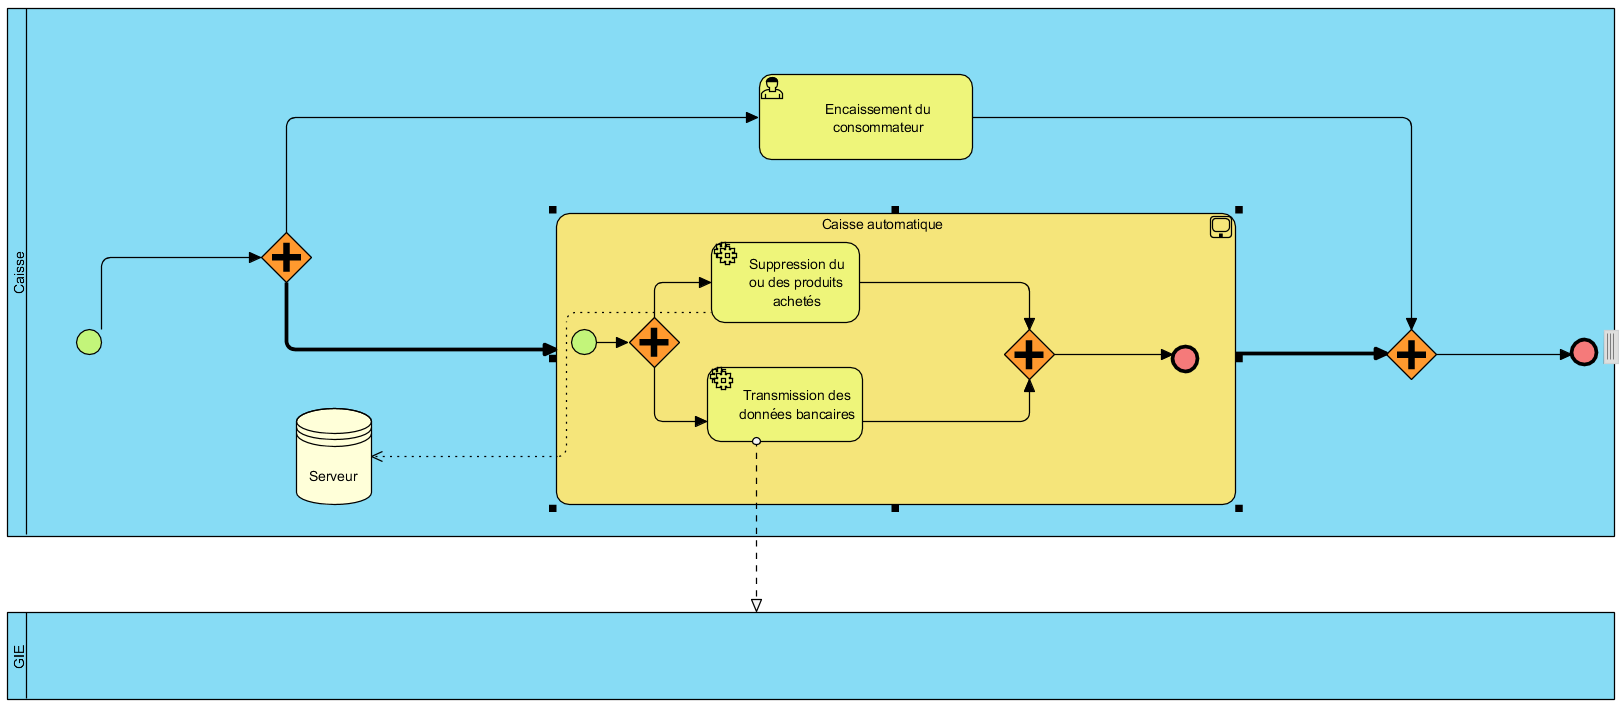 Caisse
Encaissement du
consommateur
Caisse automatique
Suppression du
ou des produits
achetés
Transmission des
données bancaires
Serveur
GIE